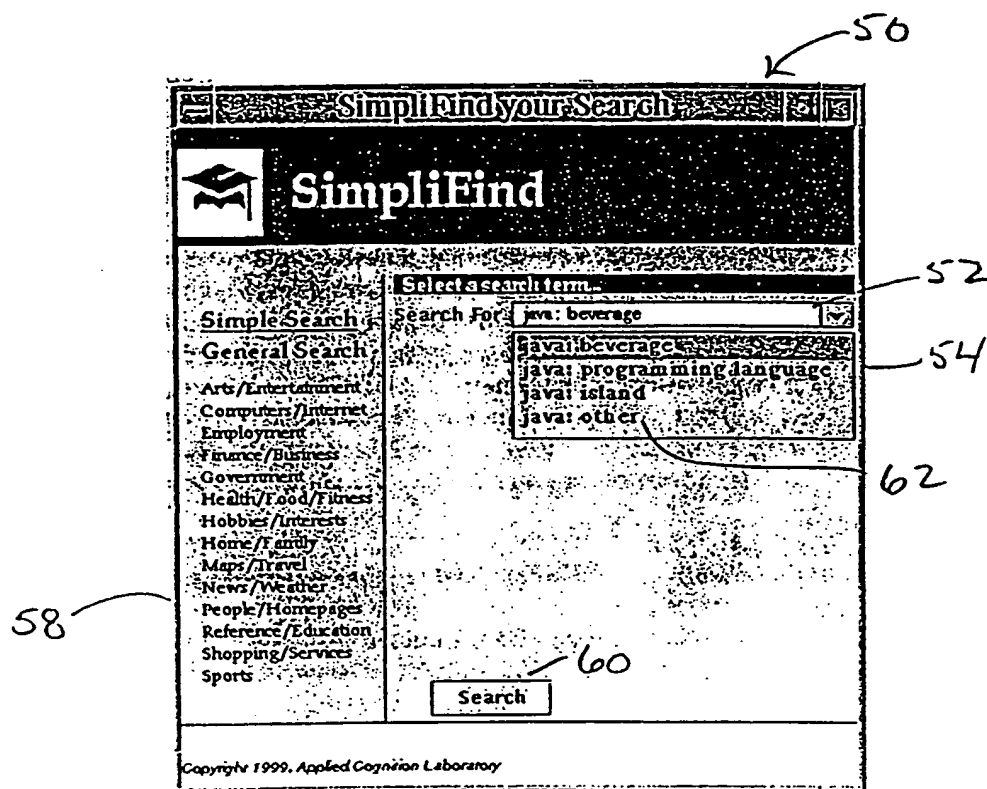 50
SimpliFind your Search
SimpliFind
Select a search term...
52
Search For java: beverage
Simple Search
java: beverage
54
General Search
java: programming language
java: island
java: other
62
Arts/Entertainment
Computers/Internet
Employment
Finance/Business
Government
Health/Food/Fitness
Hobbies/Interests
Home/Family
Maps/Travel
News/Weather
People/Homepages
Reference/Education
Shopping/Services
Sports
58
60
Search
Copyright 1999, Applied Cognition Laboratory